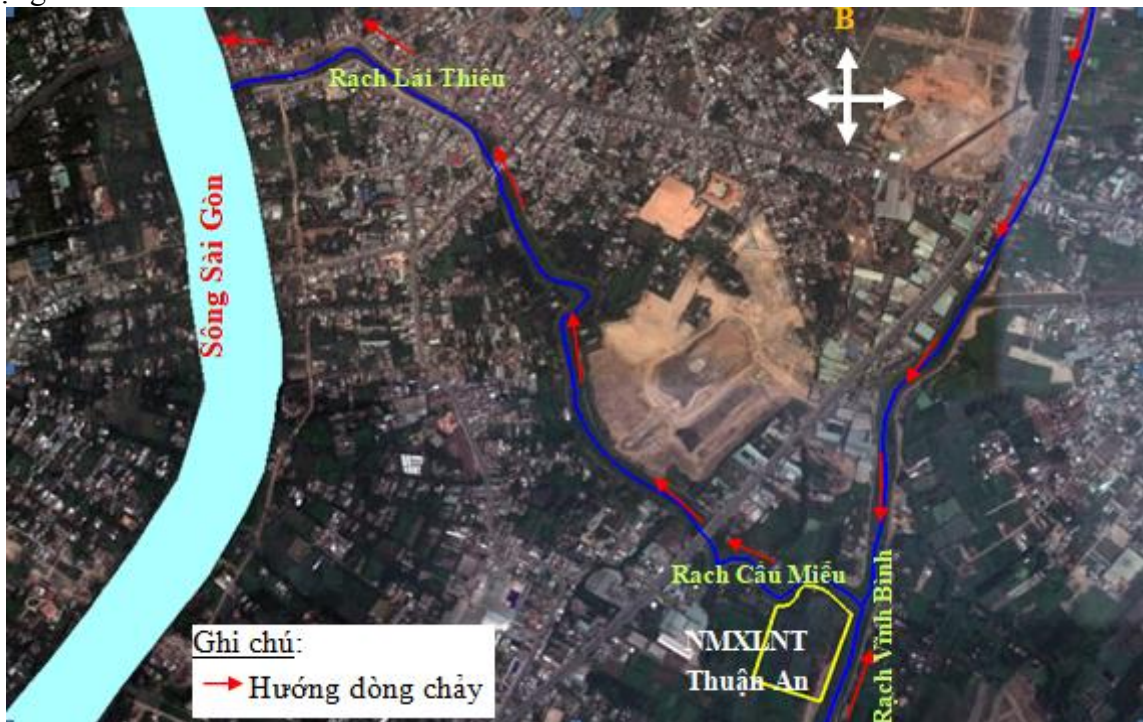 B
Rạch Lái Thiêu
Sông Sài Gòn
Rạch Cầu Miễu
Rạch Vĩnh Bình
NMXLNT
Thuận An
Ghi chú:
Hướng dòng chảy